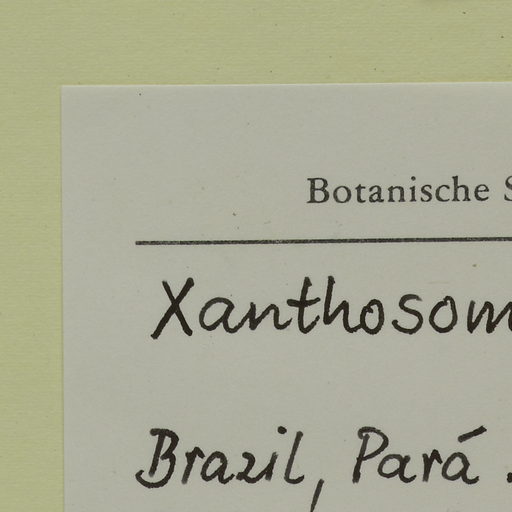 Botanische S
Xanthosom
Brazil, Pará.